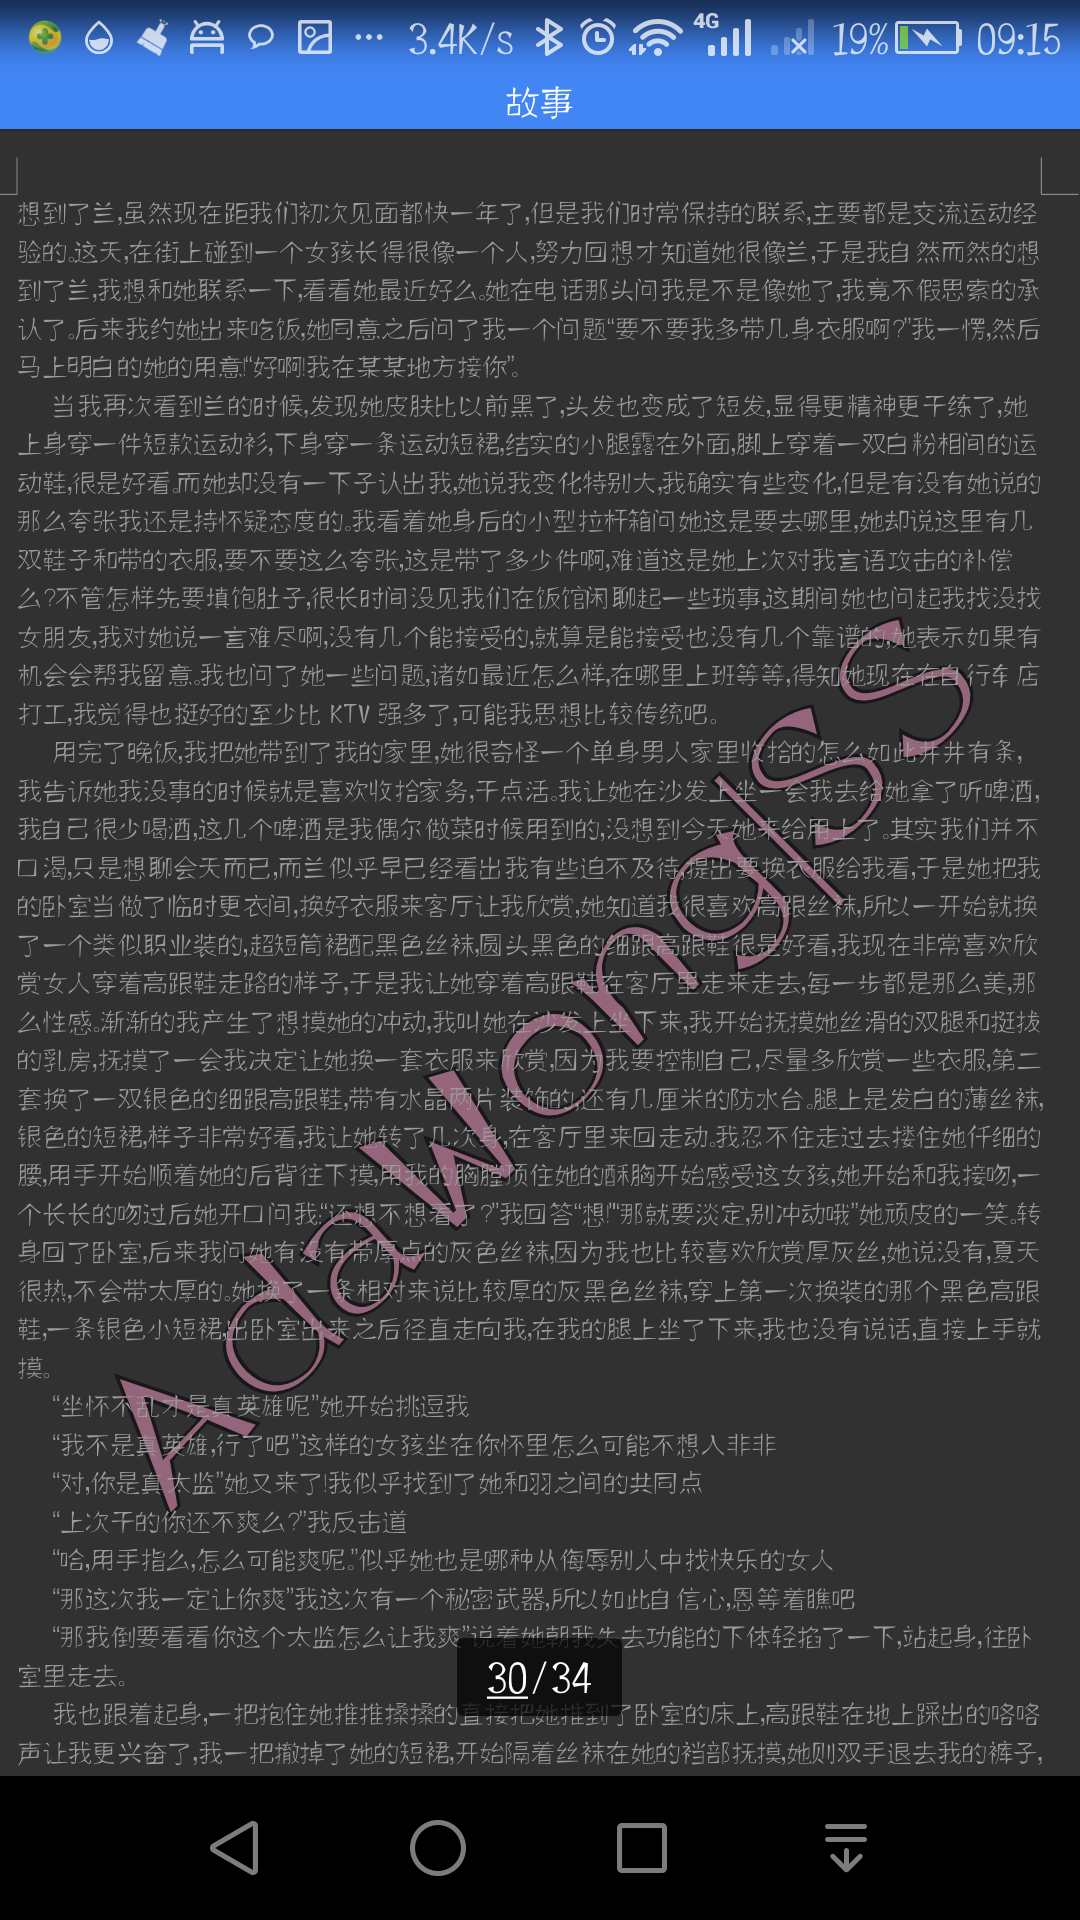 3.4K/s 4G 19% 09:15
故事
想到了兰,虽然现在距我们初次见面都快一年了,但是我们时常保持的联系,主要都是交流运动经
验的。这天,在街上碰到一个女孩长得很像一个人,努力回想才知道她很像兰,于是我自然而然的想
到了兰,我想和她联系一下,看看她最近好么。她在电话那头问我是不是像她了,我竟不假思索的承
认了。后来我约她出来吃饭,她同意之后问了我一个问题“要不要我多带几身衣服啊?”我一愣,然后
马上明白的她的用意!“好啊!我在某某地方接你”。
当我再次看到兰的时候,发现她皮肤比以前黑了,头发也变成了短发,显得更精神更干练了,她
上身穿一件短款运动衫,下身穿一条运动短裙,结实的小腿露在外面,脚上穿着一双白粉相间的运
动鞋,很是好看。而她却没有一下子认出我,她说我变化特别大,我确实有些变化,但是有没有她说的
那么夸张我还是持怀疑态度的。我看着她身后的小型拉杆箱问她这是要去哪里,她却说这里有几
双鞋子和带的衣服,要不要这么夸张,这是带了多少件啊,难道这是她上次对我言语攻击的补偿
么?不管怎样先要填饱肚子,很长时间没见我们在饭馆闲聊起一些琐事,这期间她也问起我找没找
女朋友,我对她说一言难尽啊,没有几个能接受的,就算是能接受也没有几个靠谱的,她表示如果有
机会会帮我留意。我也问了她一些问题,诸如最近怎么样,在哪里上班等等,得知她现在在自行车店
打工,我觉得也挺好的至少比 KTV 强多了,可能我思想比较传统吧。
用完了晚饭,我把她带到了我的家里,她很奇怪一个单身男人家里收拾的怎么如此井井有条,
我告诉她我没事的时候就是喜欢收拾家务,干点活。我让她在沙发上坐一会我去给她拿了听啤酒,
我自己很少喝酒,这几个啤酒是我偶尔做菜时候用到的,没想到今天她来给用上了。其实我们并不
口渴,只是想聊会天而已,而兰似乎早已经看出我有些迫不及待,提出要换衣服给我看,于是她把我
的卧室当做了临时更衣间,换好衣服来客厅让我欣赏,她知道我很喜欢高跟丝袜,所以一开始就换
了一个类似职业装的,超短筒裙配黑色丝袜,圆头黑色的细跟高跟鞋很是好看,我现在非常喜欢欣
赏女人穿着高跟鞋走路的样子,于是我让她穿着高跟鞋在客厅里走来走去,每一步都是那么美,那
么性感。渐渐的我产生了想摸她的冲动,我叫她在沙发上坐下来,我开始抚摸她丝滑的双腿和挺拔
的乳房,抚摸了一会我决定让她换一套衣服来欣赏,因为我要控制自己,尽量多欣赏一些衣服,第二
套换了一双银色的细跟高跟鞋,带有水晶两片装饰的,还有几厘米的防水台。腿上是发白的薄丝袜,
银色的短裙,样子非常好看,我让她转了几次身,在客厅里来回走动。我忍不住走过去搂住她仟细的
腰,用手开始顺着她的后背往下摸,用我的胸膛顶住她的酥胸开始感受这女孩,她开始和我接吻,一
个长长的吻过后她开口问我:“还想不想看了?”我回答“想!”“那就要淡定,别冲动哦”她顽皮的一笑。转
身回了卧室,后来我问她有没有带厚点的灰色丝袜,因为我也比较喜欢欣赏厚灰丝,她说没有,夏天
很热,不会带太厚的。她换了一条相对来说比较厚的灰黑色丝袜,穿上第一次换装的那个黑色高跟
鞋,一条银色小短裙,出卧室出来之后径直走向我,在我的腿上坐了下来,我也没有说话,直接上手就
摸。
“坐怀不乱才是真英雄呢”她开始挑逗我
“我不是真英雄,行了吧”这样的女孩坐在你怀里怎么可能不想入非非
“对,你是真太监”她又来了!我似乎找到了她和羽之间的共同点
“上次干的你还不爽么?”我反击道
“哈,用手指么,怎么可能爽呢。”似乎她也是哪种从侮辱别人中找快乐的女人
“那这次我一定让你爽”我这次有一个秘密武器,所以如此自信心,恩等着瞧吧
“那我倒要看看你这个太监怎么让我爽”说着她朝我失去功能的下体轻掐了一下,站起身,往卧
室里走去。
我也跟着起身,一把抱住她推推搡搡的直接把她推到了卧室的床上,高跟鞋在地上踩出的咯咯
声让我更兴奋了,我一把撤掉了她的短裙,开始隔着丝袜在她的裆部抚摸,她则双手退去我的裤子,
30/34
Adawongjss